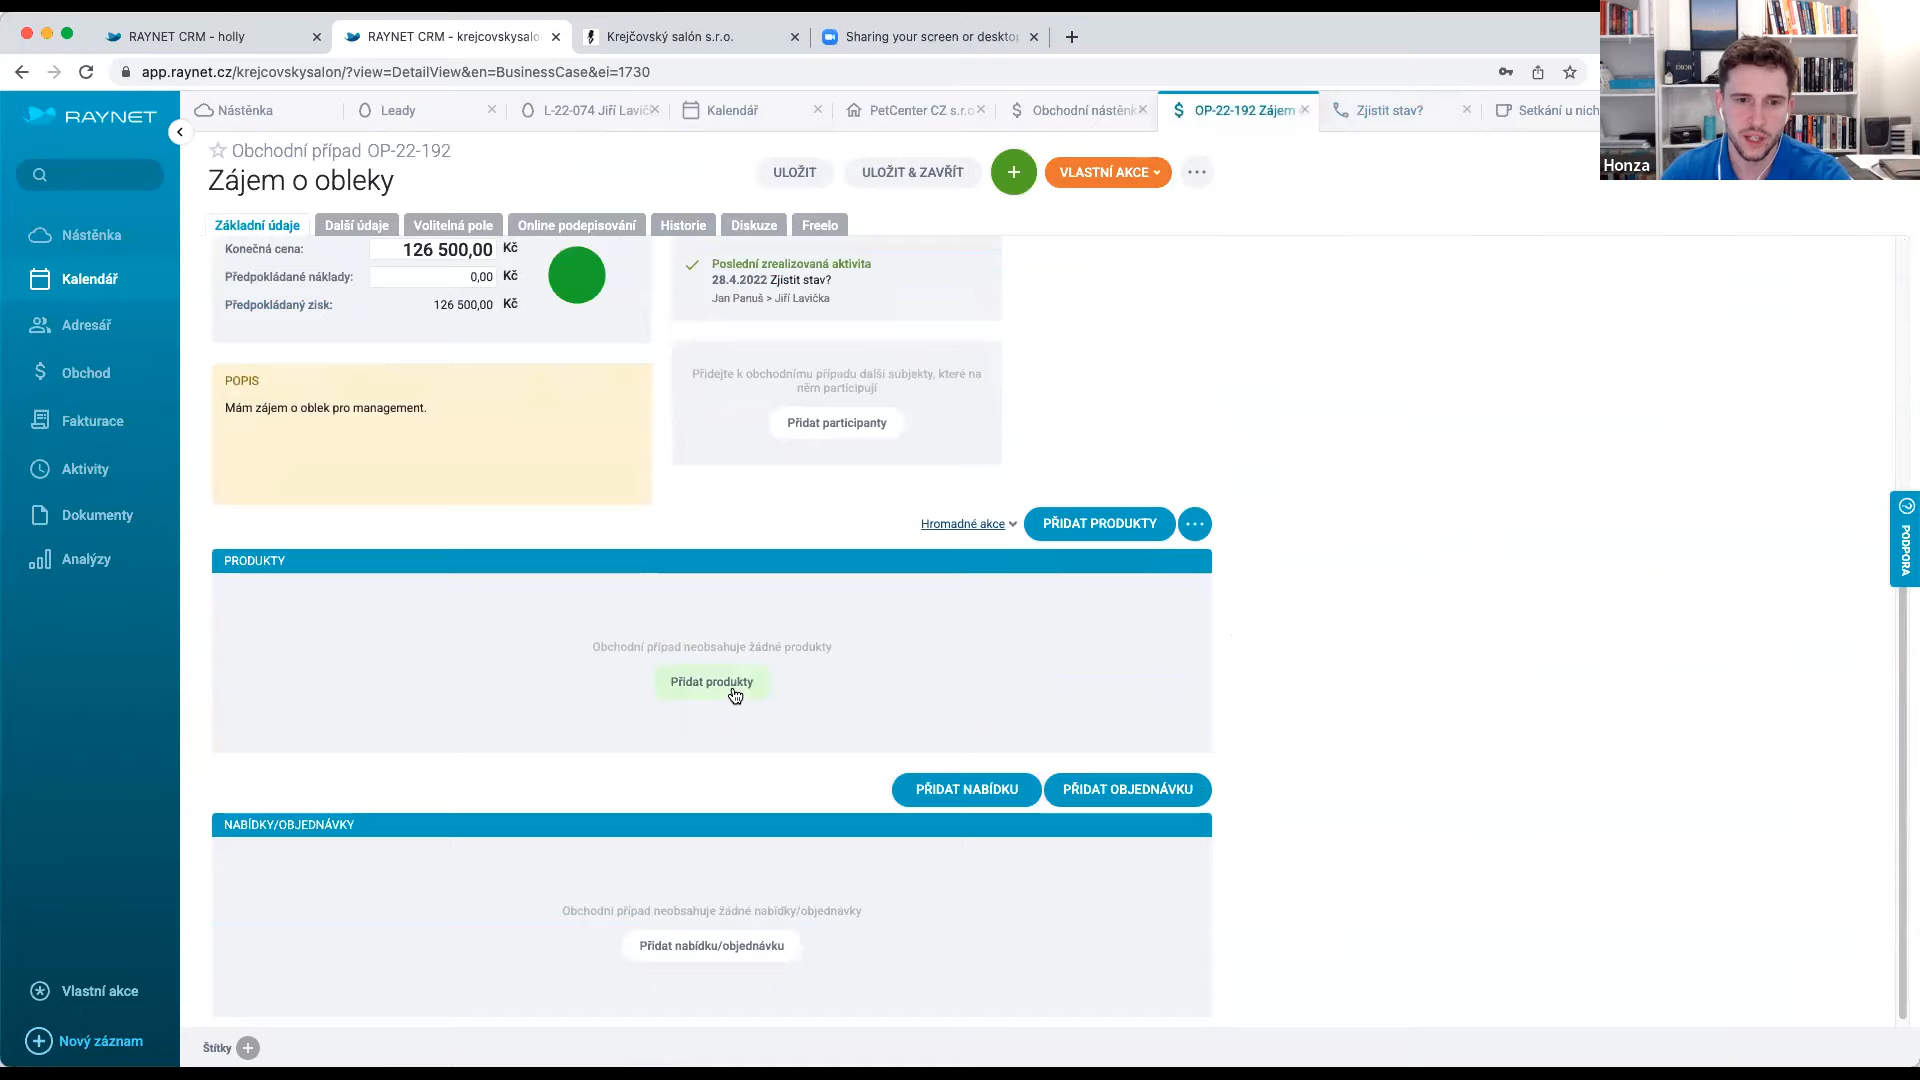 RAYNET CRM - holly
RAYNET CRM - krejcovskysalo
Krejčovský salón s.r.o.
Sharing your screen or deskto
app.raynet.cz/krejcovskysalon/?view=DetailView&en=BusinessCase&ei=1730
RAYNET
Nástěnka
Leady
L-22-074 Jiří Lavič
Kalendář
PetCenter CZ s.r.o
Obchodní nástěnk
OP-22-192 Zájem
Zjistit stav?
Setkání u nich
Honza
Obchodní případ OP-22-192
Zájem o obleky
ULOŽIT
ULOŽIT & ZAVŘÍT
VLASTNÍ AKCE
Základní údaje
Další údaje
Volitelná pole
Online podepisování
Historie
Diskuze
Freelo
Nástěnka
Kalendář
Adresář
Obchod
Fakturace
Aktivity
Dokumenty
Analýzy
Vlastní akce
Nový záznam
Konečná cena: 126 500,00 Kč
Předpokládané náklady: 0,00 Kč
Předpokládaný zisk: 126 500,00 Kč
Poslední zrealizovaná aktivita
28.4.2022 Zjistit stav?
Jan Panuš > Jiří Lavička
POPIS
Mám zájem o oblek pro management.
Přidejte k obchodnímu případu další subjekty, které na
něm participují
Přidat participanty
Hromadné akce
PŘIDAT PRODUKTY
PRODUKTY
Obchodní případ neobsahuje žádné produkty
Přidat produkty
PŘIDAT NABÍDKU
PŘIDAT OBJEDNÁVKU
NABÍDKY/OBJEDNÁVKY
Obchodní případ neobsahuje žádné nabídky/objednávky
Přidat nabídku/objednávku
Štítky
PODPORA
DIOR